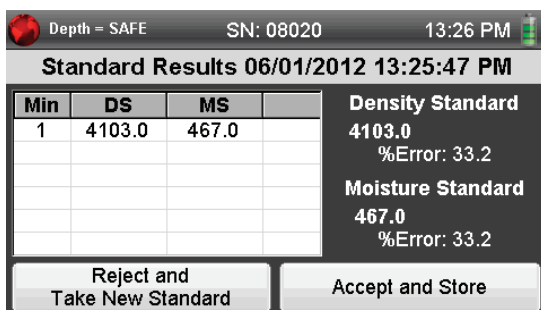 Depth = SAFE SN: 08020 13:26 PM
Standard Results 06/01/2012 13:25:47 PM
Min DS MS
1 4103.0 467.0
Density Standard
4103.0
%Error: 33.2
Moisture Standard
467.0
%Error: 33.2
Reject and
Take New Standard
Accept and Store